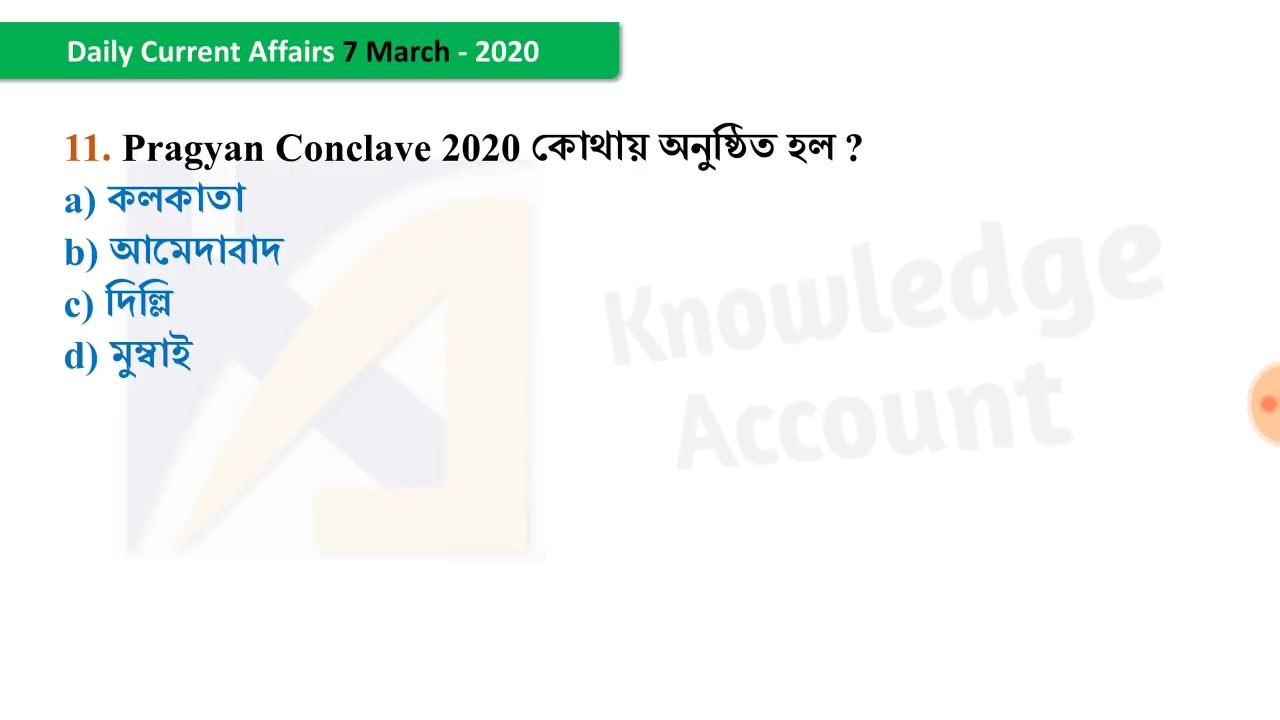 Daily Current Affairs 7 March - 2020
11. Pragyan Conclave 2020 কোথায় অনুষ্ঠিত হল ?
a) কলকাতা
b) আমেদাবাদ
c) দিল্লি
d) মুম্বাই
Knowledge
Account